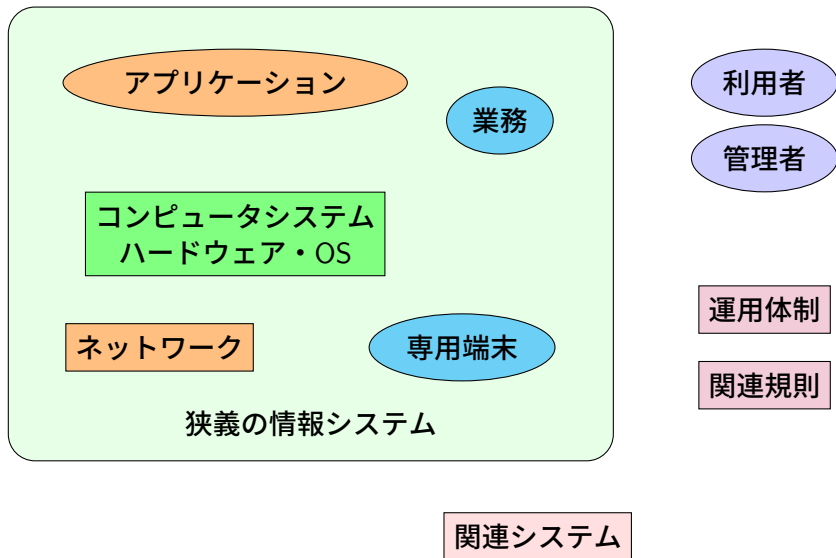 アプリケーション
業務
コンピュータシステム
ハードウェア・OS
ネットワーク
専用端末
狭義の情報システム
利用者
管理者
運用体制
関連規則
関連システム